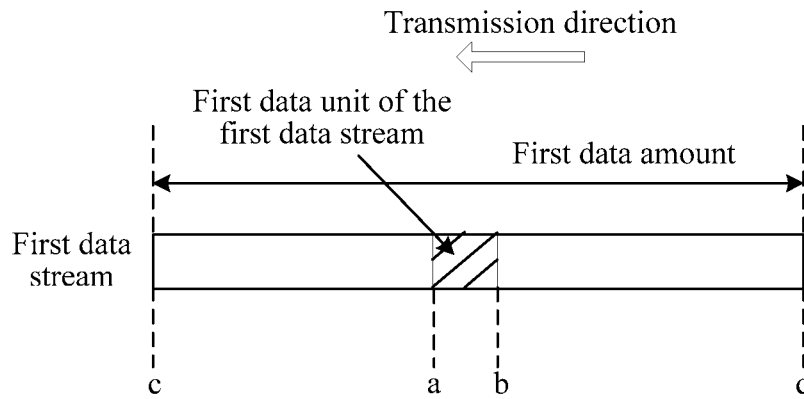 Transmission direction
First data unit of the
first data stream
First data amount
First data
stream
c a b d